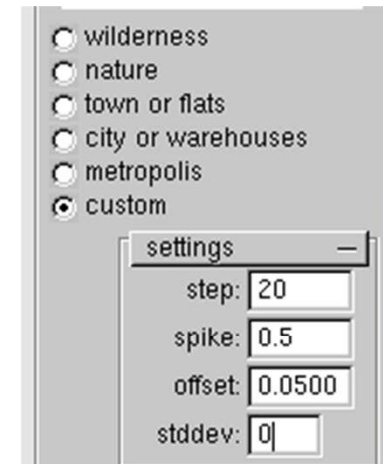 wilderness
nature
town or flats
city or warehouses
metropolis
custom
settings –
step: 20
spike: 0.5
offset: 0.0500
stddev: 0